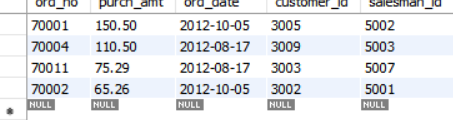 ord_no purch_amt ord_date customer_id salesman_id
70001 150.50 2012-10-05 3005 5002
70004 110.50 2012-08-17 3009 5003
70011 75.29 2012-08-17 3003 5007
70002 65.26 2012-10-05 3002 5001
NULL NULL NULL NULL NULL